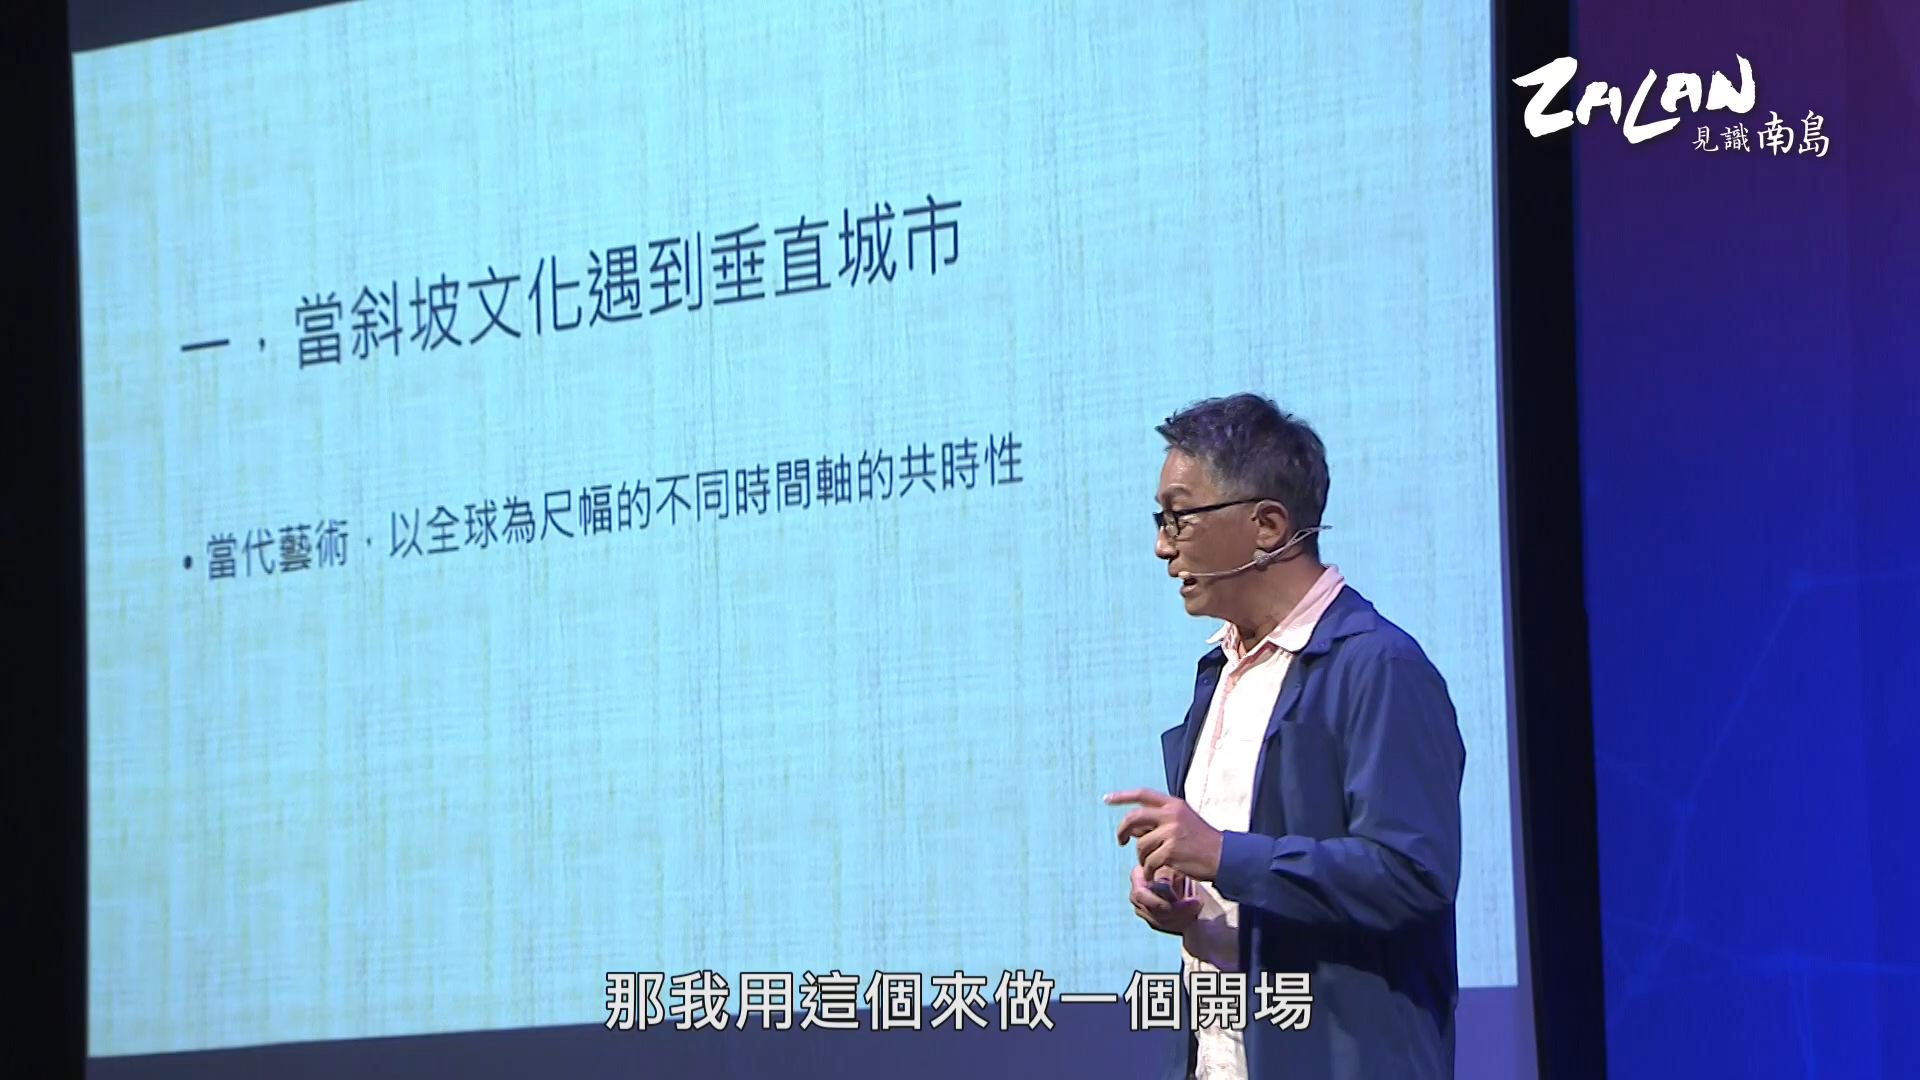 ZALAN
見識南島
一，當斜坡文化遇到垂直城市
•當代藝術，以全球為尺幅的不同時間軸的共時性
那我用這個來做一個開場